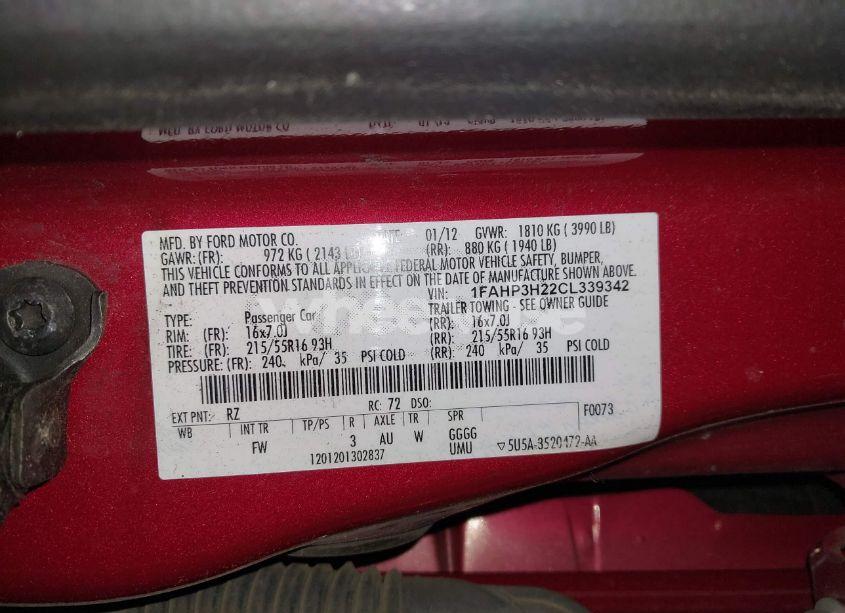 MFD. BY FORD MOTOR CO.
01/12 GVWR: 1810 KG ( 3990 LB)
GAWR: (FR): 972 KG ( 2143 (RR): 880 KG ( 1940 LB)
THIS VEHICLE CONFORMS TO ALL APPLICABLE FEDERAL MOTOR VEHICLE SAFETY, BUMPER,
AND THEFT PREVENTION STANDARDS IN EFFECT ON THE DATE OF MANUFACTURE SHOWN ABOVE.
VIN: 1FAHP3H22CL339342
TYPE: Passenger Car TRAILER TOWING - SEE OWNER GUIDE
RIM: (FR): 16x7.0J (RR): 16x7.0J
TIRE: (FR): 215/55R16 93H (RR): 215/55R16 93H
PRESSURE: (FR): 240 kPa/ 35 PSI COLD (RR): 240 kPa/ 35 PSI COLD
EXT PNT: RZ RC: 72 DSO: F0073
WB INT TR TP/PS R AXLE TR SPR
FW 3 AU W GGGG
UMU ▽5U5A-3520472-AA
1201201302837